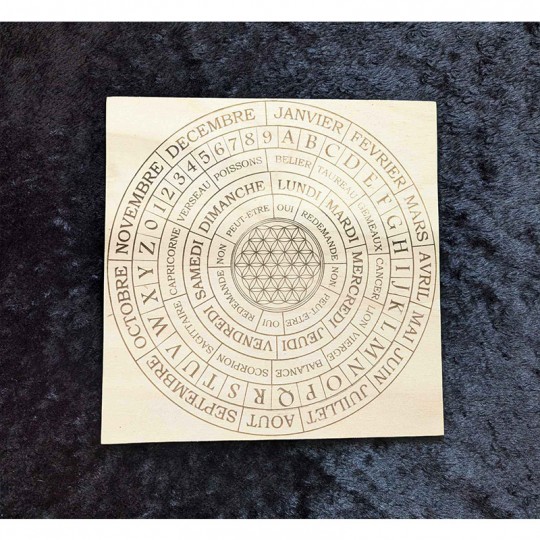 JANVIER FEVRIER MARS AVRIL MAI JUIN JUILLET AOUT SEPTEMBRE OCTOBRE NOVEMBRE DECEMBRE
A B C D E F G H I J K L M N O P Q R S T U V W X Y Z 0 1 2 3 4 5 6 7 8 9
BELIER TAUREAU GEMEAUX CANCER LION VIERGE BALANCE SCORPION SAGITTAIRE CAPRICORNE VERSEAU POISSONS
LUNDI MARDI MERCREDI JEUDI VENDREDI SAMEDI DIMANCHE
OUI REDEMANDE NON PEUT-ETRE OUI REDEMANDE NON PEUT-ETRE